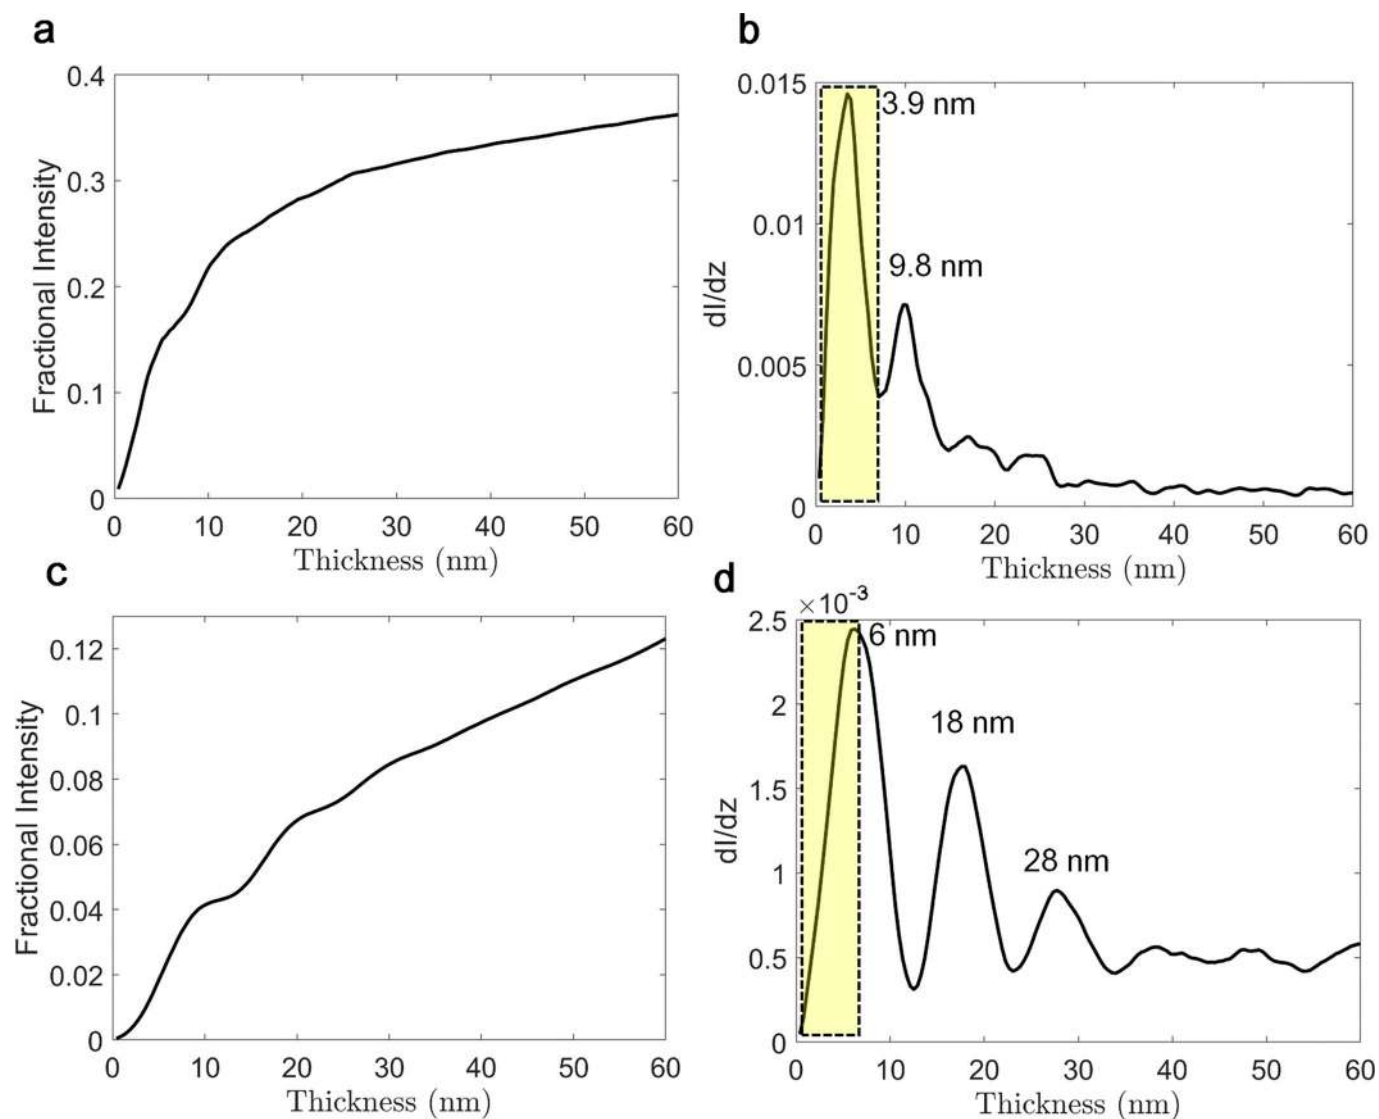 a
0.4
0.3
0.2
0.1
0
Fractional Intensity
0 10 20 30 40 50 60
Thickness (nm)
b
0.015
0.01
0.005
0
dI/dz
3.9 nm
9.8 nm
0 10 20 30 40 50 60
Thickness (nm)
c
0.12
0.1
0.08
0.06
0.04
0.02
0
Fractional Intensity
0 10 20 30 40 50 60
Thickness (nm)
d
×10⁻³
2.5
2
1.5
1
0.5
0
dI/dz
6 nm
18 nm
28 nm
0 10 20 30 40 50 60
Thickness (nm)